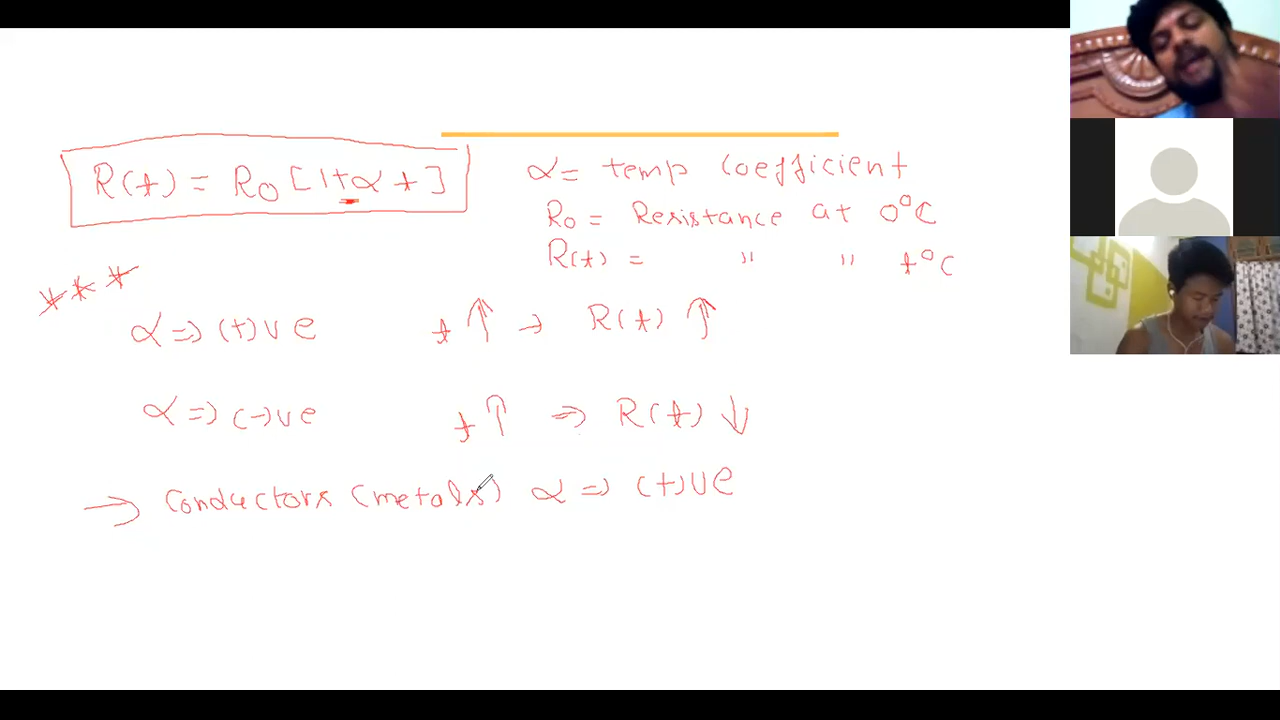 R(t) = R₀ [1+α t]
α = temp coefficient
R₀ = Resistance at 0°C
R(t) = " " t°C
***
α ⇒ (+)ve t ↑ → R(t) ↑
α ⇒ (-)ve t ↑ ⇒ R(t) ↓
→ Conductors (metals) α ⇒ (+)ve